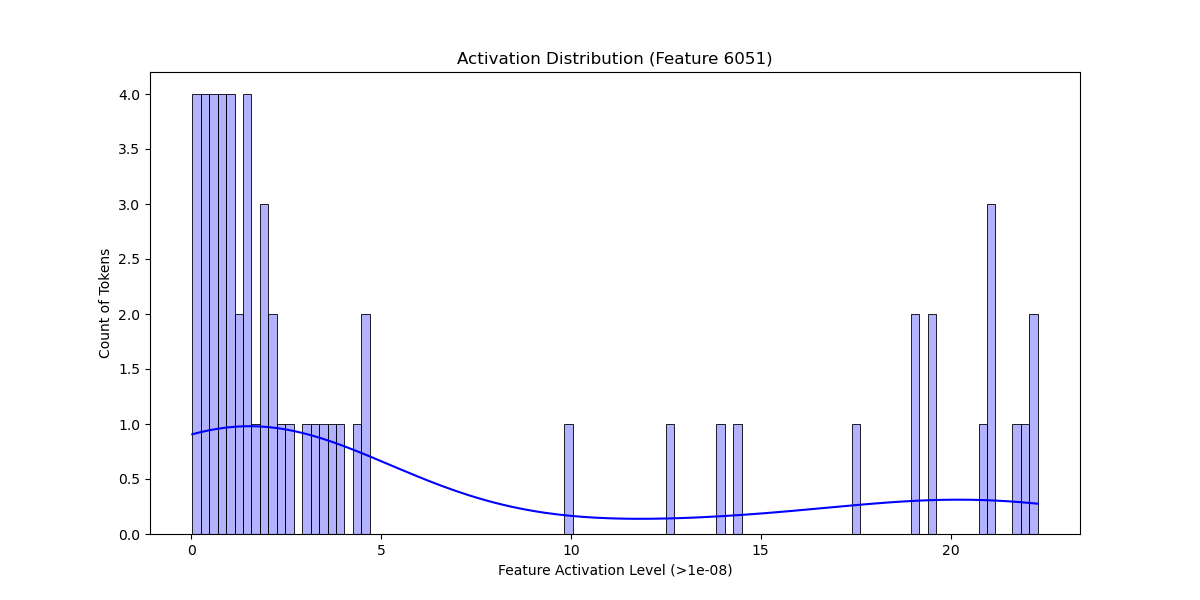 Activation Distribution (Feature 6051)
4.0
3.5
3.0
2.5
2.0
1.5
1.0
0.5
0.0
Count of Tokens
0 5 10 15 20
Feature Activation Level (>1e-08)